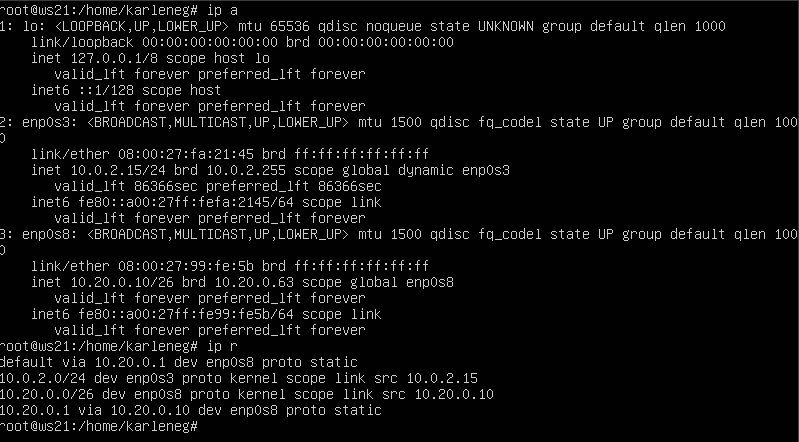 root@ws21:/home/karleneg# ip a
1: lo: <LOOPBACK,UP,LOWER_UP> mtu 65536 qdisc noqueue state UNKNOWN group default qlen 1000
    link/loopback 00:00:00:00:00:00 brd 00:00:00:00:00:00
    inet 127.0.0.1/8 scope host lo
       valid_lft forever preferred_lft forever
    inet6 ::1/128 scope host
       valid_lft forever preferred_lft forever
2: enp0s3: <BROADCAST,MULTICAST,UP,LOWER_UP> mtu 1500 qdisc fq_codel state UP group default qlen 100
0
    link/ether 08:00:27:fa:21:45 brd ff:ff:ff:ff:ff:ff
    inet 10.0.2.15/24 brd 10.0.2.255 scope global dynamic enp0s3
       valid_lft 86366sec preferred_lft 86366sec
    inet6 fe80::a00:27ff:fefa:2145/64 scope link
       valid_lft forever preferred_lft forever
3: enp0s8: <BROADCAST,MULTICAST,UP,LOWER_UP> mtu 1500 qdisc fq_codel state UP group default qlen 100
0
    link/ether 08:00:27:99:fe:5b brd ff:ff:ff:ff:ff:ff
    inet 10.20.0.10/26 brd 10.20.0.63 scope global enp0s8
       valid_lft forever preferred_lft forever
    inet6 fe80::a00:27ff:fe99:fe5b/64 scope link
       valid_lft forever preferred_lft forever
root@ws21:/home/karleneg# ip r
default via 10.20.0.1 dev enp0s8 proto static
10.0.2.0/24 dev enp0s3 proto kernel scope link src 10.0.2.15
10.20.0.0/26 dev enp0s8 proto kernel scope link src 10.20.0.10
10.20.0.1 via 10.20.0.10 dev enp0s8 proto static
root@ws21:/home/karleneg#